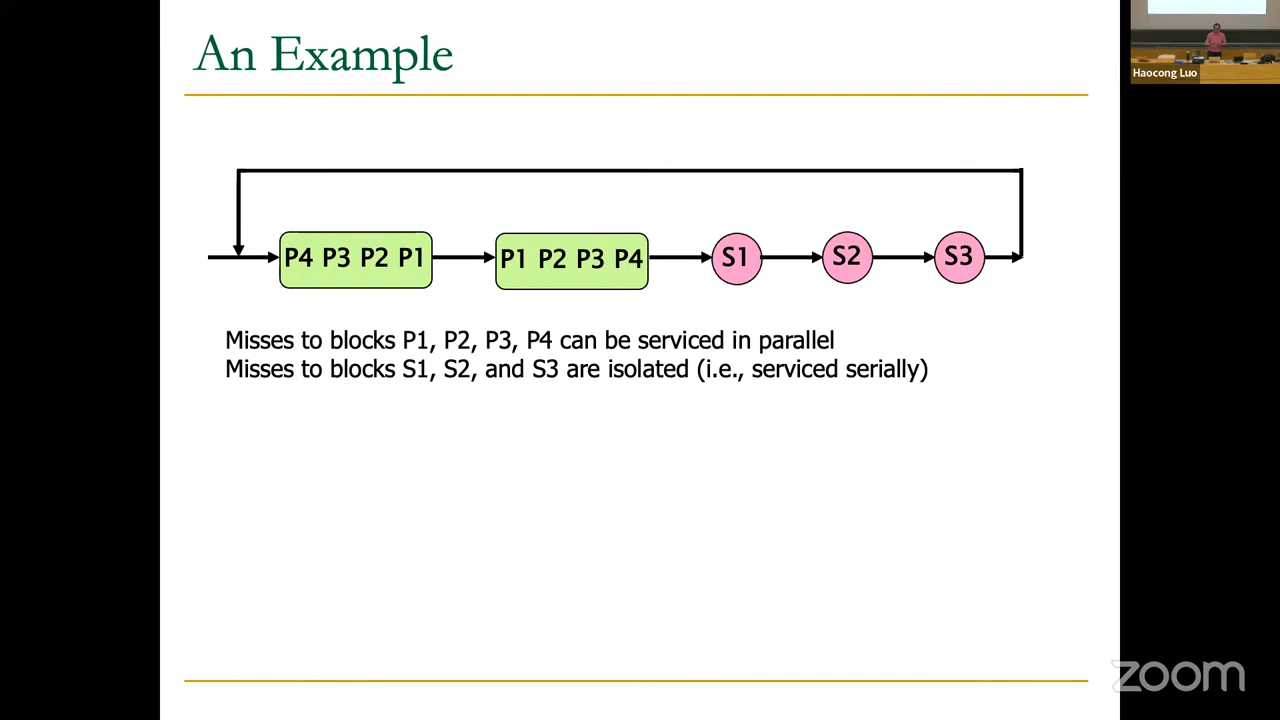 An Example
Haocong Luo
P4 P3 P2 P1
P1 P2 P3 P4
S1
S2
S3
Misses to blocks P1, P2, P3, P4 can be serviced in parallel
Misses to blocks S1, S2, and S3 are isolated (i.e., serviced serially)
zoom